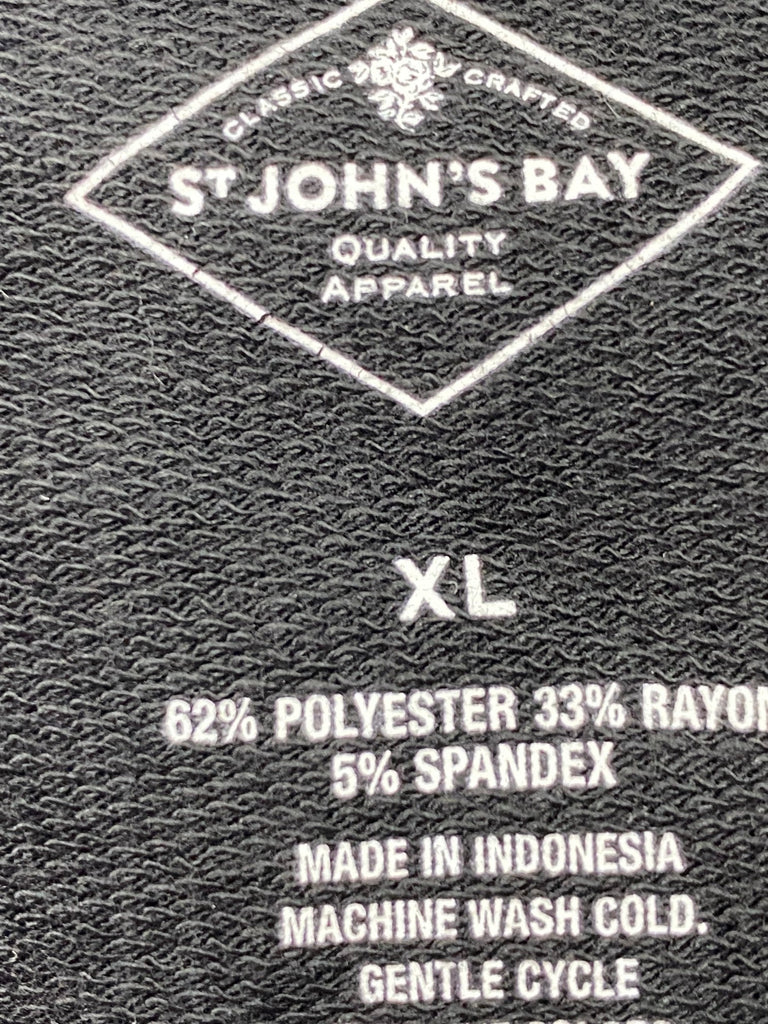 CLASSIC CRAFTED
ST JOHN'S BAY
QUALITY
APPAREL
XL
62% POLYESTER 33% RAYON
5% SPANDEX
MADE IN INDONESIA
MACHINE WASH COLD.
GENTLE CYCLE